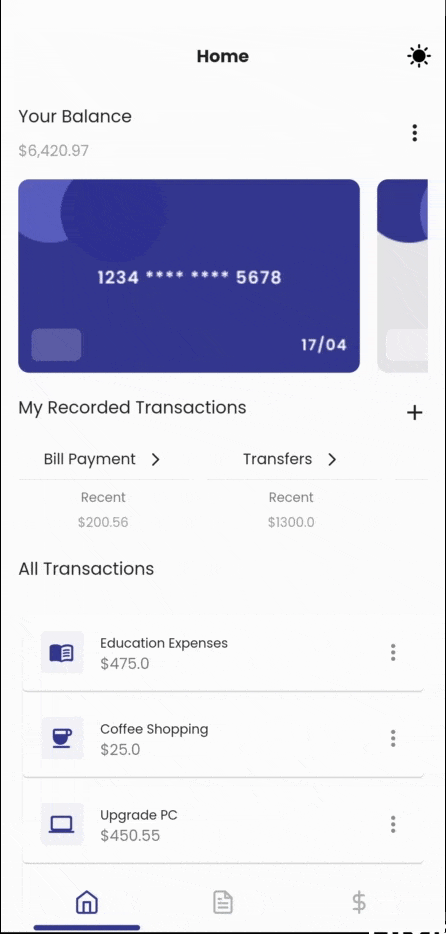 Home
Your Balance
$6,420.97
1234 **** **** 5678
17/04
My Recorded Transactions
+
Bill Payment >
Transfers >
Recent
$200.56
Recent
$1300.0
All Transactions
Education Expenses
$475.0
Coffee Shopping
$25.0
Upgrade PC
$450.55
$